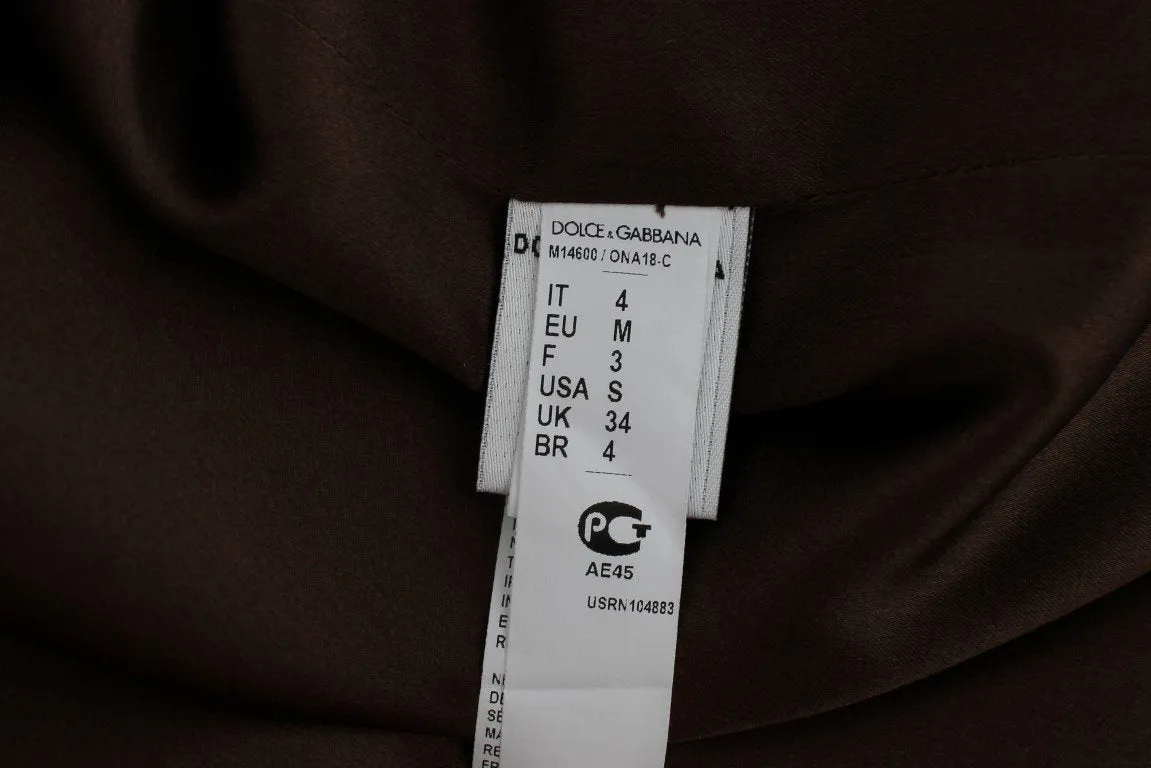 DOLCE & GABBANA
M14600 / ONA18-C
IT 4
EU M
F 3
USA S
UK 34
BR 4
PCT
AE45
USRN104883